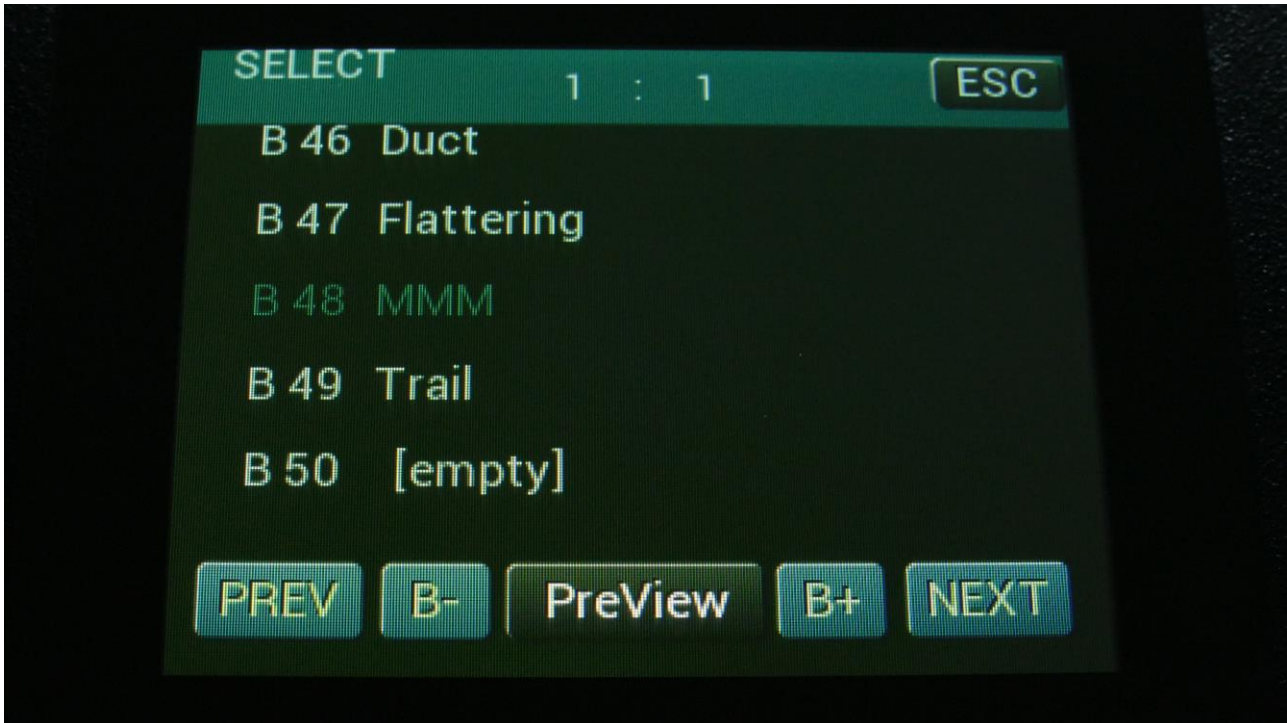 SELECT 1 : 1 ESC
B 46 Duct
B 47 Flattering
B 48 MMM
B 49 Trail
B 50 [empty]
PREV B- PreView B+ NEXT